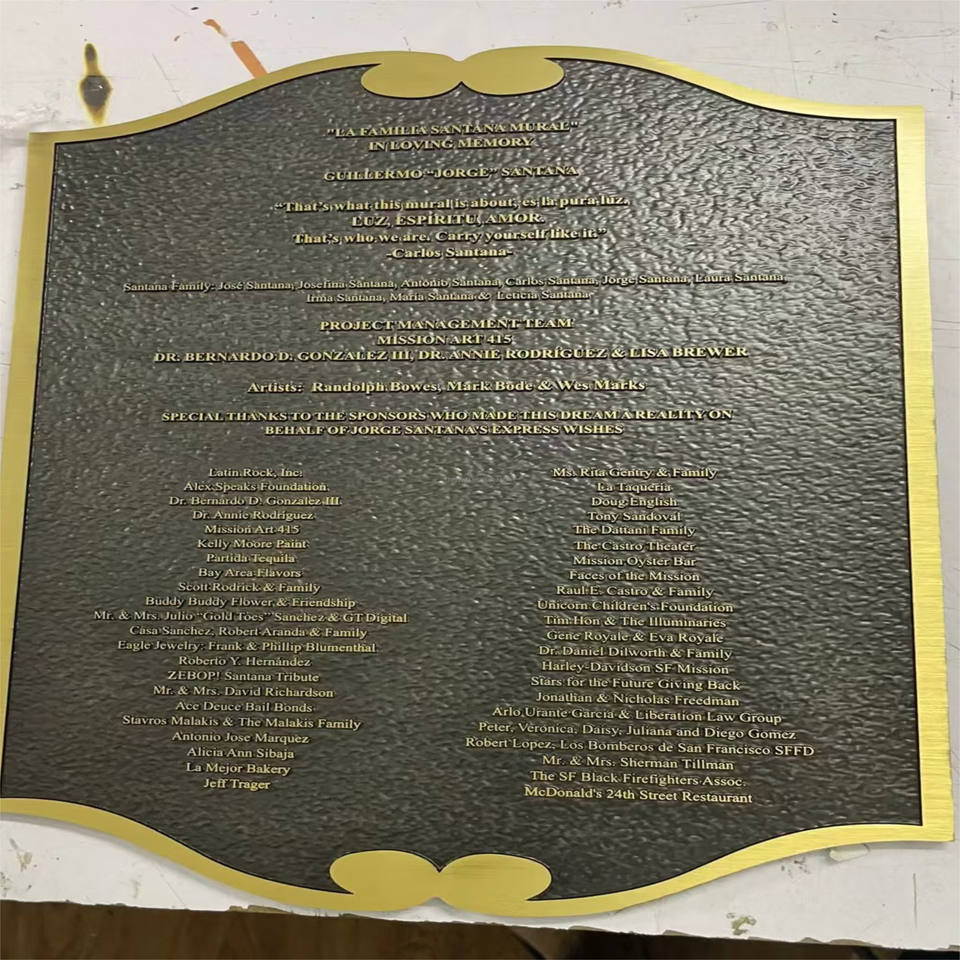 "LA FAMILIA SANTANA MURAL"
IN LOVING MEMORY
GUILLERMO "JORGE" SANTANA
"That's what this mural is about, es la pura luz.
LUZ, ESPÍRITU, AMOR.
That's who we are. Carry yourself like it."
-Carlos Santana-
Santana Family: José Santana, Josefina Santana, Antonio Santana, Carlos Santana, Jorge Santana, Laura Santana,
Irma Santana, Maria Santana & Leticia Santana
PROJECT MANAGEMENT TEAM
MISSION ART 415
DR. BERNARDO D. GONZALEZ III, DR. ANNIE RODRÍGUEZ & LISA BREWER
Artists: Randolph Bowes, Mark Bode & Wes Marks
SPECIAL THANKS TO THE SPONSORS WHO MADE THIS DREAM A REALITY ON
BEHALF OF JORGE SANTANA'S EXPRESS WISHES
Latin Rock, Inc.
Alex Speaks Foundation
Dr. Bernardo D. Gonzalez III
Dr. Annie Rodríguez
Mission Art 415
Kelly Moore Paint
Partida Tequila
Bay Area Flavors
Scott Rodrick & Family
Buddy Buddy Flower & Friendship
Mr. & Mrs. Julio "Gold Toes" Sanchez & GT Digital
Casa Sanchez, Robert Aranda & Family
Eagle Jewelry: Frank & Phillip Blumenthal
Roberto Y. Hernández
ZEBOP! Santana Tribute
Mr. & Mrs. David Richardson
Ace Deuce Bail Bonds
Stavros Malakis & The Malakis Family
Antonio Jose Marquez
Alicia Ann Sibaja
La Mejor Bakery
Jeff Trager
Ms. Rita Gentry & Family
La Taqueria
Doug English
Tony Sandoval
The Dattani Family
The Castro Theater
Mission Oyster Bar
Faces of the Mission
Raul E. Castro & Family
Unicorn Children's Foundation
Tim Hon & The Illuminaries
Gene Royale & Eva Royale
Dr. Daniel Dilworth & Family
Harley-Davidson SF Mission
Stars for the Future Giving Back
Jonathan & Nicholas Freedman
Arlo Urante Garcia & Liberation Law Group
Peter, Verónica, Daisy, Juliana and Diego Gomez
Robert Lopez, Los Bomberos de San Francisco SFFD
Mr. & Mrs. Sherman Tillman
The SF Black Firefighters Assoc.
McDonald's 24th Street Restaurant